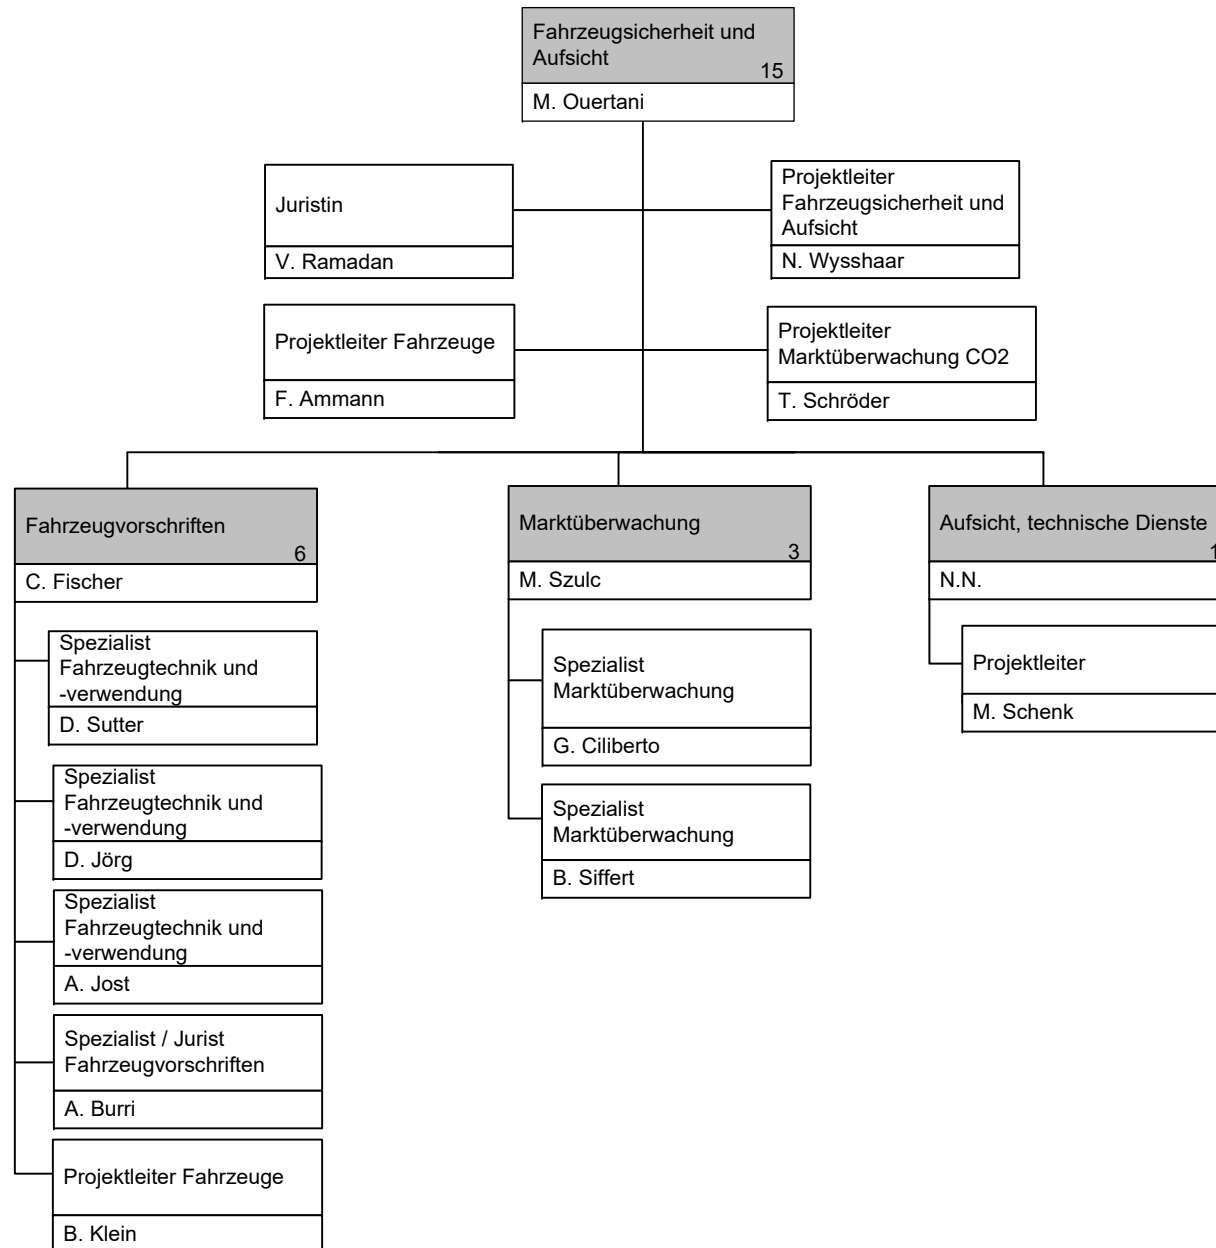 Fahrzeugsicherheit und
Aufsicht
15
M. Ouertani
Juristin
V. Ramadan
Projektleiter
Fahrzeugsicherheit und
Aufsicht
N. Wysshaar
Projektleiter Fahrzeuge
F. Ammann
Projektleiter
Marktüberwachung CO2
T. Schröder
Fahrzeugvorschriften
6
C. Fischer
Spezialist
Fahrzeugtechnik und
-verwendung
D. Sutter
Spezialist
Fahrzeugtechnik und
-verwendung
D. Jörg
Spezialist
Fahrzeugtechnik und
-verwendung
A. Jost
Spezialist / Jurist
Fahrzeugvorschriften
A. Burri
Projektleiter Fahrzeuge
B. Klein
Marktüberwachung
3
M. Szulc
Spezialist
Marktüberwachung
G. Ciliberto
Spezialist
Marktüberwachung
B. Siffert
Aufsicht, technische Dienste
1
N.N.
Projektleiter
M. Schenk